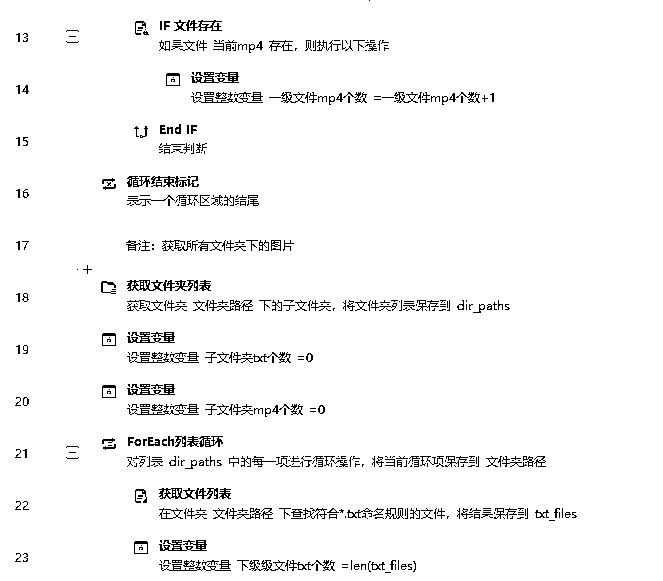 13
IF 文件存在
如果文件 当前mp4 存在，则执行以下操作
14
设置变量
设置整数变量 一级文件mp4个数 =一级文件mp4个数+1
15
End IF
结束判断
16
循环结束标记
表示一个循环区域的结尾
17
备注：获取所有文件夹下的图片
18
获取文件夹列表
获取文件夹 文件夹路径 下的子文件夹，将文件夹列表保存到 dir_paths
19
设置变量
设置整数变量 子文件夹txt个数 =0
20
设置变量
设置整数变量 子文件夹mp4个数 =0
21
ForEach列表循环
对列表 dir_paths 中的每一项进行循环操作，将当前循环项保存到 文件夹路径
22
获取文件列表
在文件夹 文件夹路径 下查找符合*.txt命名规则的文件，将结果保存到 txt_files
23
设置变量
设置整数变量 下级级文件txt个数 =len(txt_files)